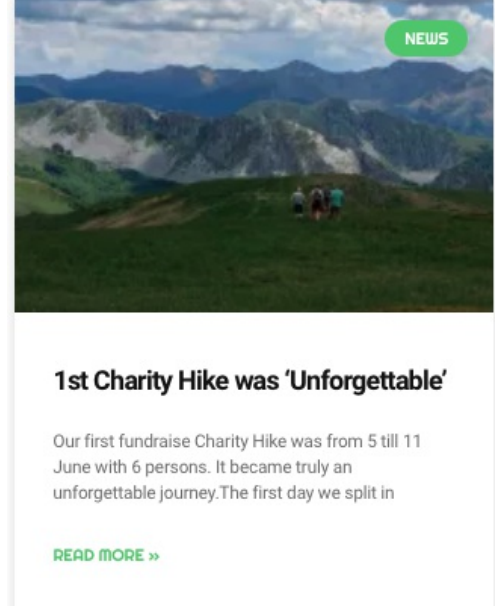 NEWS
1st Charity Hike was ‘Unforgettable’
Our first fundraise Charity Hike was from 5 till 11
June with 6 persons. It became truly an
unforgettable journey.The first day we split in
READ MORE »